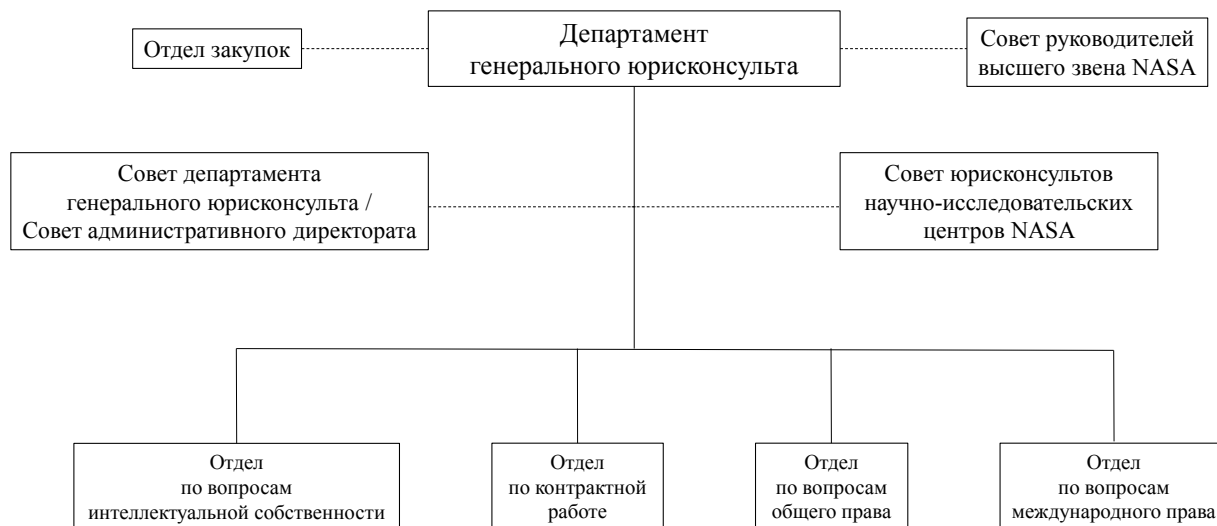 Отдел закупок
Департамент
генерального юрисконсульта
Совет руководителей
высшего звена NASA
Совет департамента
генерального юрисконсульта /
Совет административного директората
Совет юрисконсультов
научно-исследовательских
центров NASA
Отдел
по вопросам
интеллектуальной собственности
Отдел
по контрактной
работе
Отдел
по вопросам
общего права
Отдел
по вопросам
международного права